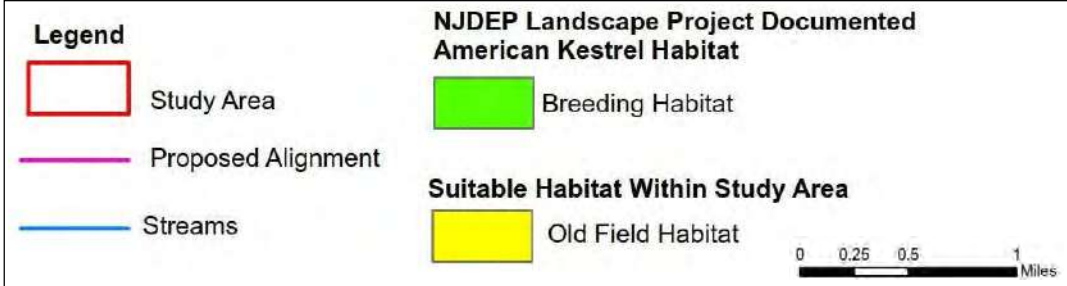 Legend
Study Area
Proposed Alignment
Streams
NJDEP Landscape Project Documented
American Kestrel Habitat
Breeding Habitat
Suitable Habitat Within Study Area
Old Field Habitat
0 0.25 0.5 1
Miles